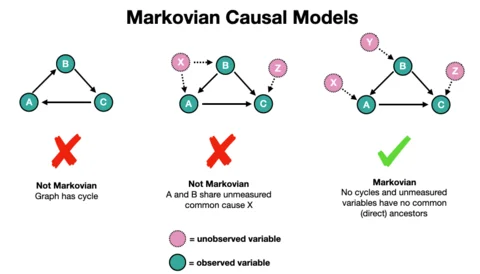 Markovian Causal Models
B
A
C
X
B
Z
A
C
Y
B
Z
X
A
C
Not Markovian
Graph has cycle
Not Markovian
A and B share unmeasured
common cause X
Markovian
No cycles and unmeasured
variables have no common
(direct) ancestors
= unobserved variable
= observed variable